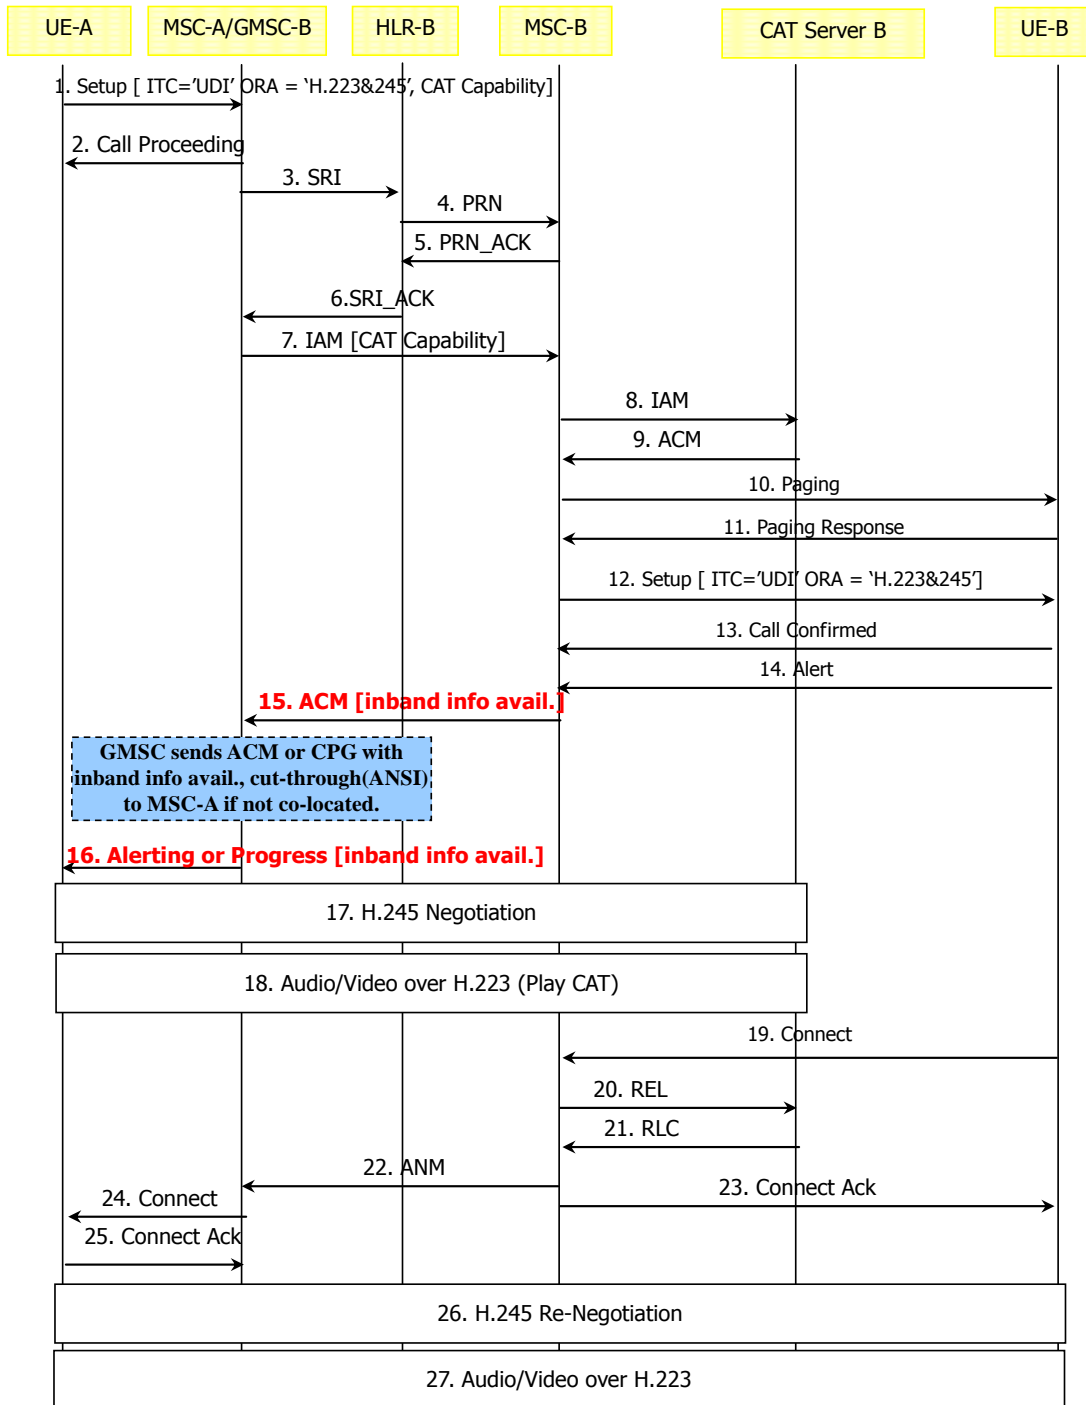 UE-A
MSC-A/GMSC-B
HLR-B
MSC-B
CAT Server B
UE-B
1. Setup [ ITC=’UDI’ ORA = ‘H.223&245’, CAT Capability]
2. Call Proceeding
3. SRI
4. PRN
5. PRN_ACK
6.SRI_ACK
7. IAM [CAT Capability]
8. IAM
9. ACM
10. Paging
11. Paging Response
12. Setup [ ITC=’UDI’ ORA = ‘H.223&245’]
13. Call Confirmed
14. Alert
15. ACM [inband info avail.]
GMSC sends ACM or CPG with
inband info avail., cut-through(ANSI)
to MSC-A if not co-located.
16. Alerting or Progress [inband info avail.]
17. H.245 Negotiation
18. Audio/Video over H.223 (Play CAT)
19. Connect
20. REL
21. RLC
22. ANM
23. Connect Ack
24. Connect
25. Connect Ack
26. H.245 Re-Negotiation
27. Audio/Video over H.223